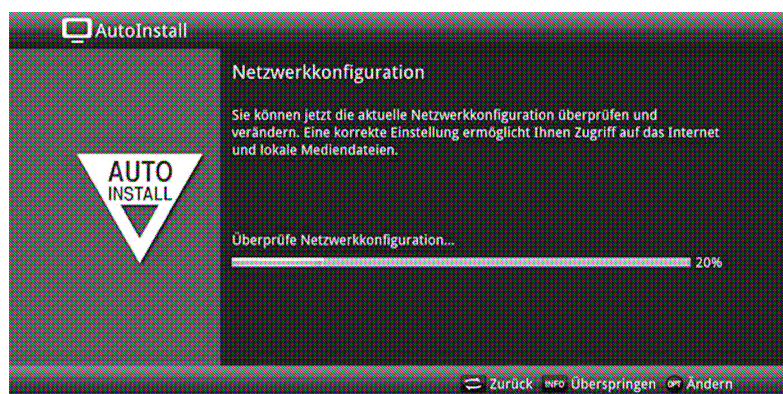 AutoInstall
Netzwerkkonfiguration
Sie können jetzt die aktuelle Netzwerkkonfiguration überprüfen und
verändern. Eine korrekte Einstellung ermöglicht Ihnen Zugriff auf das Internet
und lokale Mediendateien.
AUTO
INSTALL
Überprüfe Netzwerkkonfiguration...
20%
Zurück INFO Überspringen OPT Ändern